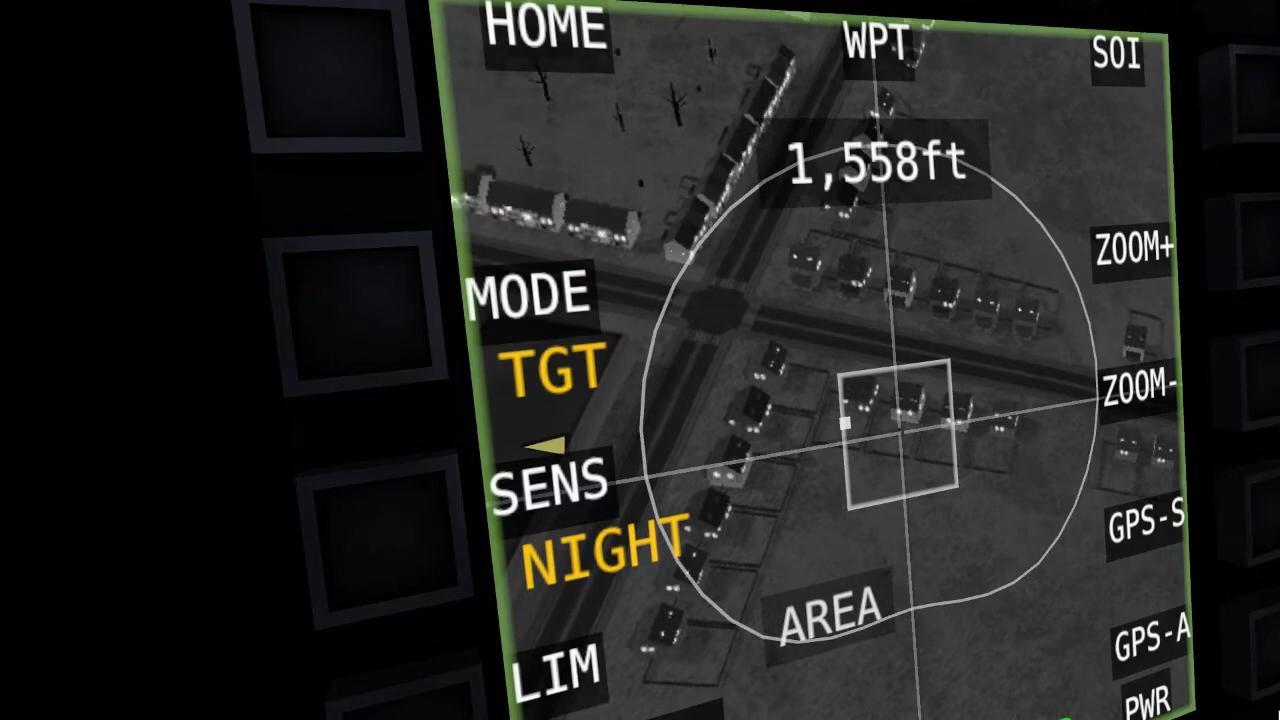 HOME
WPT
SOI
1,558ft
ZOOM+
MODE
TGT
ZOOM-
SENS
NIGHT
GPS-S
AREA
GPS-A
LIM
PWR